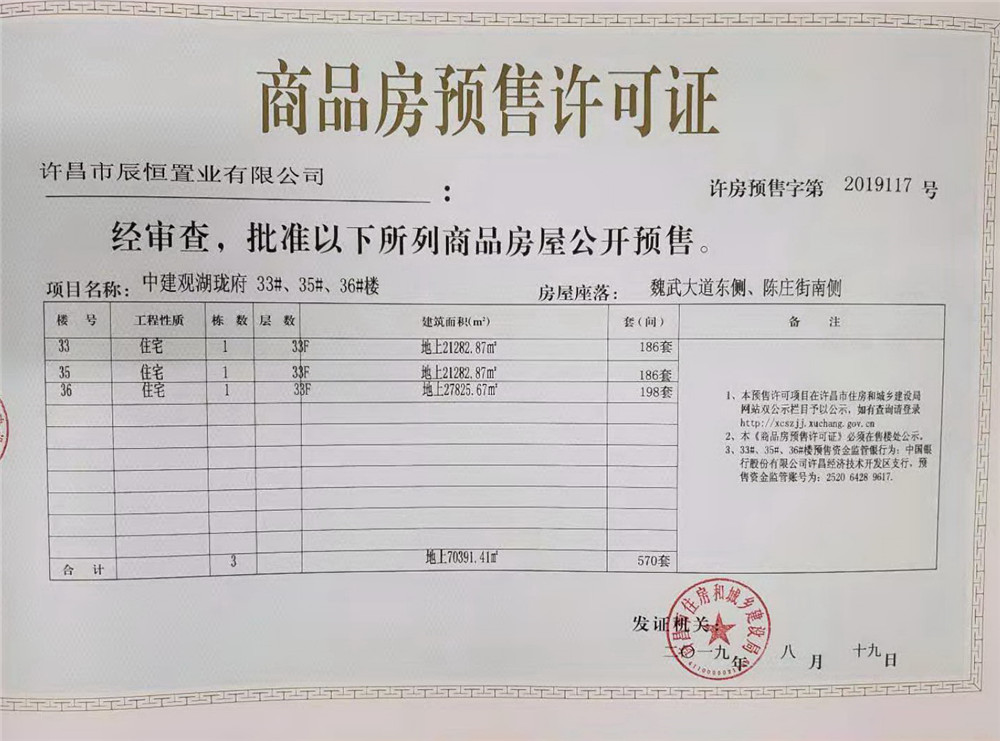 商品房预售许可证
许昌市辰恒置业有限公司：
许房预售字第 2019117 号
经审查，批准以下所列商品房屋公开预售。
项目名称： 中建观湖珑府 33#、35#、36#楼
房屋座落： 魏武大道东侧、陈庄街南侧
楼 号 工程性质 栋 数 层 数 建筑面积(m²) 套(间) 备 注
33 住宅 1 33F 地上21282.87㎡ 186套
35 住宅 1 33F 地上21282.87㎡ 186套
36 住宅 1 33F 地上27825.67㎡ 198套
1、本预售许可项目在许昌市住房和城乡建设局
网站双公示栏目予以公示，如有查询请登录
http://xcszjj.xuchang.gov.cn
2、本《商品房预售许可证》必须在售楼处公示。
3、33#、35#、36#楼预售资金监管银行为：中国银
行股份有限公司许昌经济技术开发区支行，预
售资金监管账号为：2520 6428 9617.
合 计 3 地上70391.41㎡ 570套
发证机关：
许昌市住房和城乡建设局
二〇一九年 八月 十九日